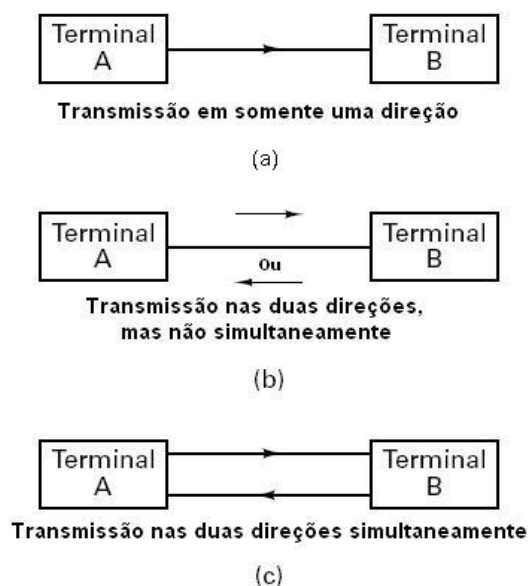 Terminal
A
Terminal
B
Transmissão em somente uma direção
(a)
Terminal
A
Ou
Terminal
B
Transmissão nas duas direções,
mas não simultaneamente
(b)
Terminal
A
Terminal
B
Transmissão nas duas direções simultaneamente
(c)